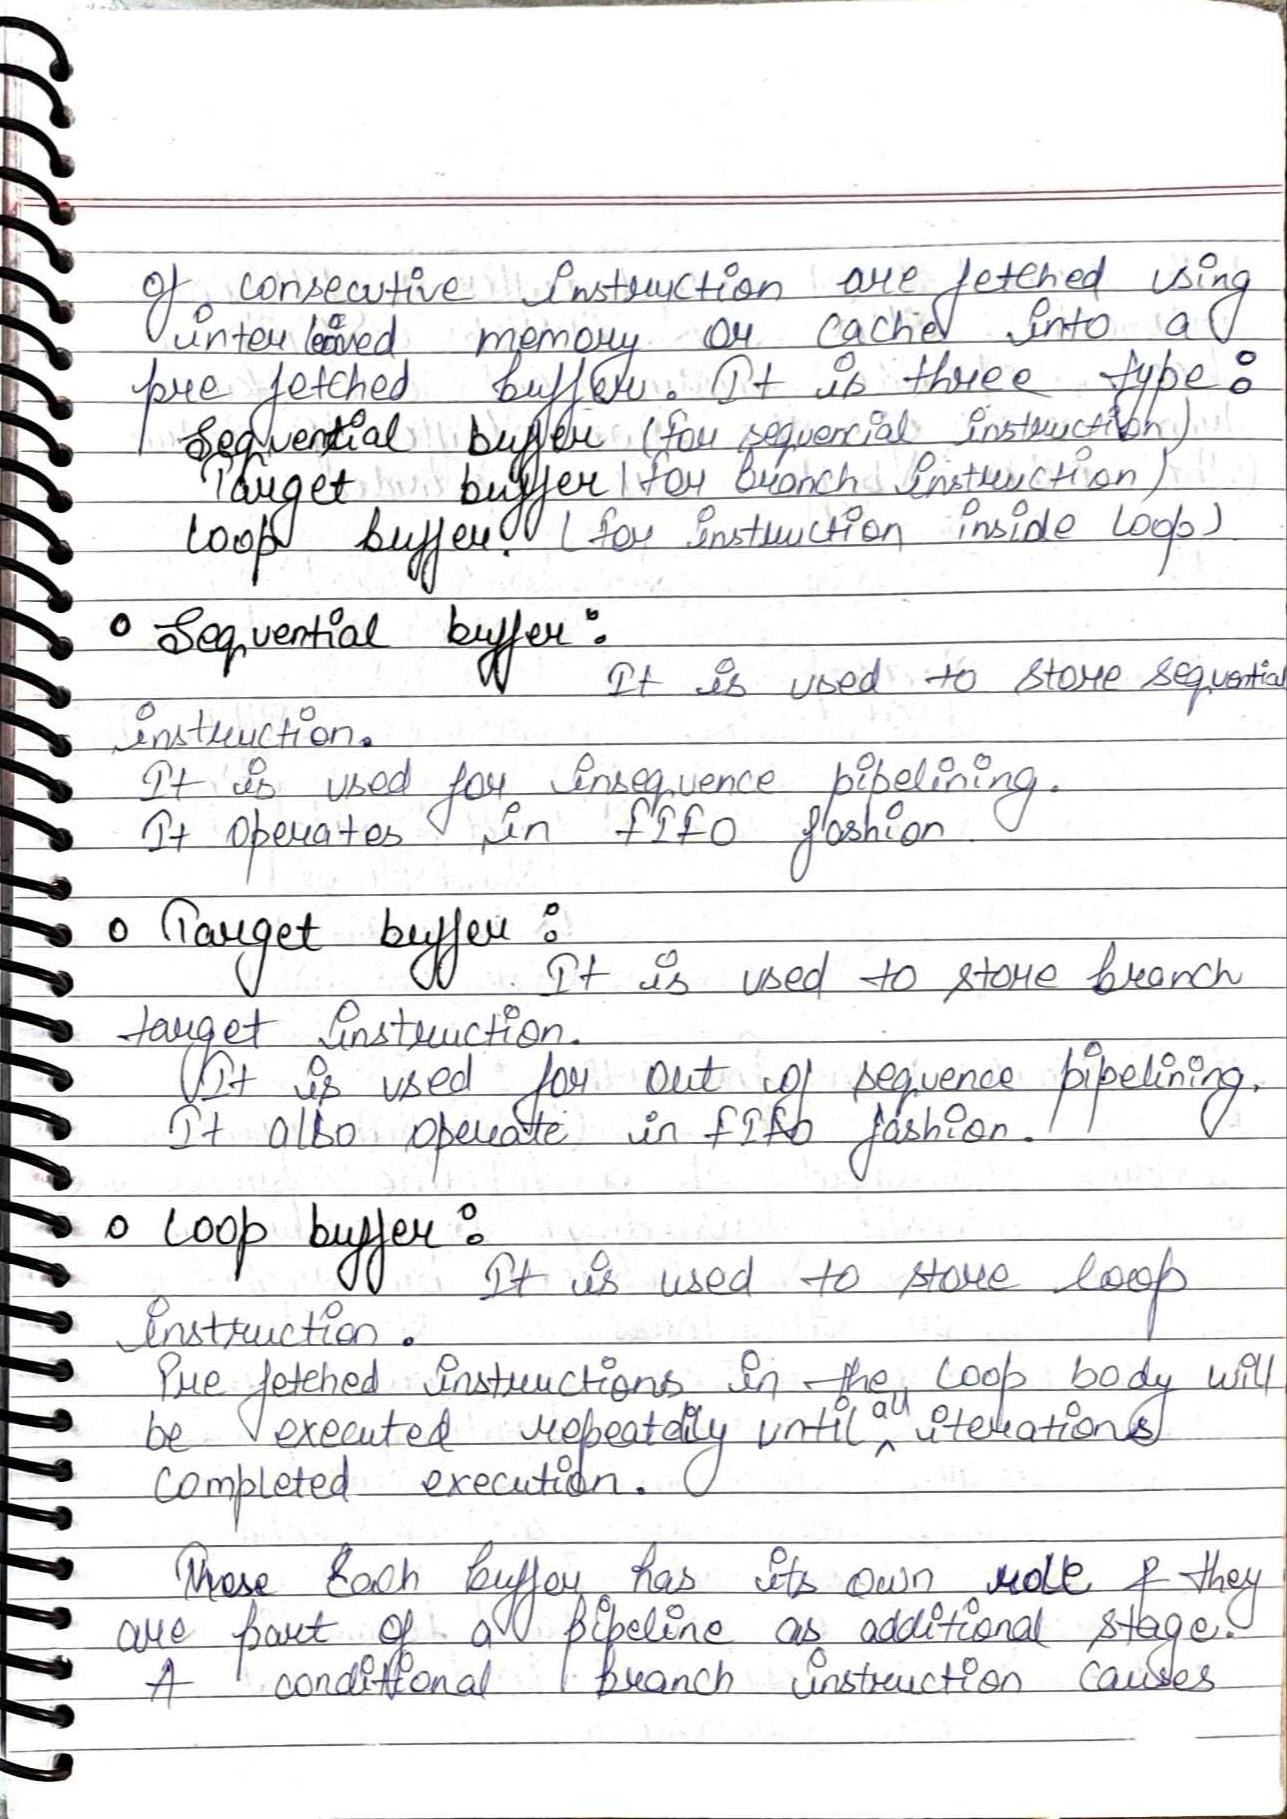 of consecutive instruction are fetched using
interleaved memory or cache into a
pre fetched buffer. It is three type:
Sequential buffer (for sequencial instruction)
Target buffer (for branch instruction)
Loop buffer. (for instruction inside loop)
o Sequential buffer:
It is used to store sequential
instruction.
It is used for insequence pipelining.
It operates in FIFO fashion.
o Target buffer:
It is used to store branch
target instruction.
It is used for out of sequence pipelining.
It also operate in FIFO fashion.
o Loop buffer:
It is used to store loop
instruction.
Pre fetched instructions in the loop body will
be executed repeatdily until all iterations
completed execution.
These Each buffer has its own role & they
are part of a pipeline as additional stage.
A conditional branch instruction causes